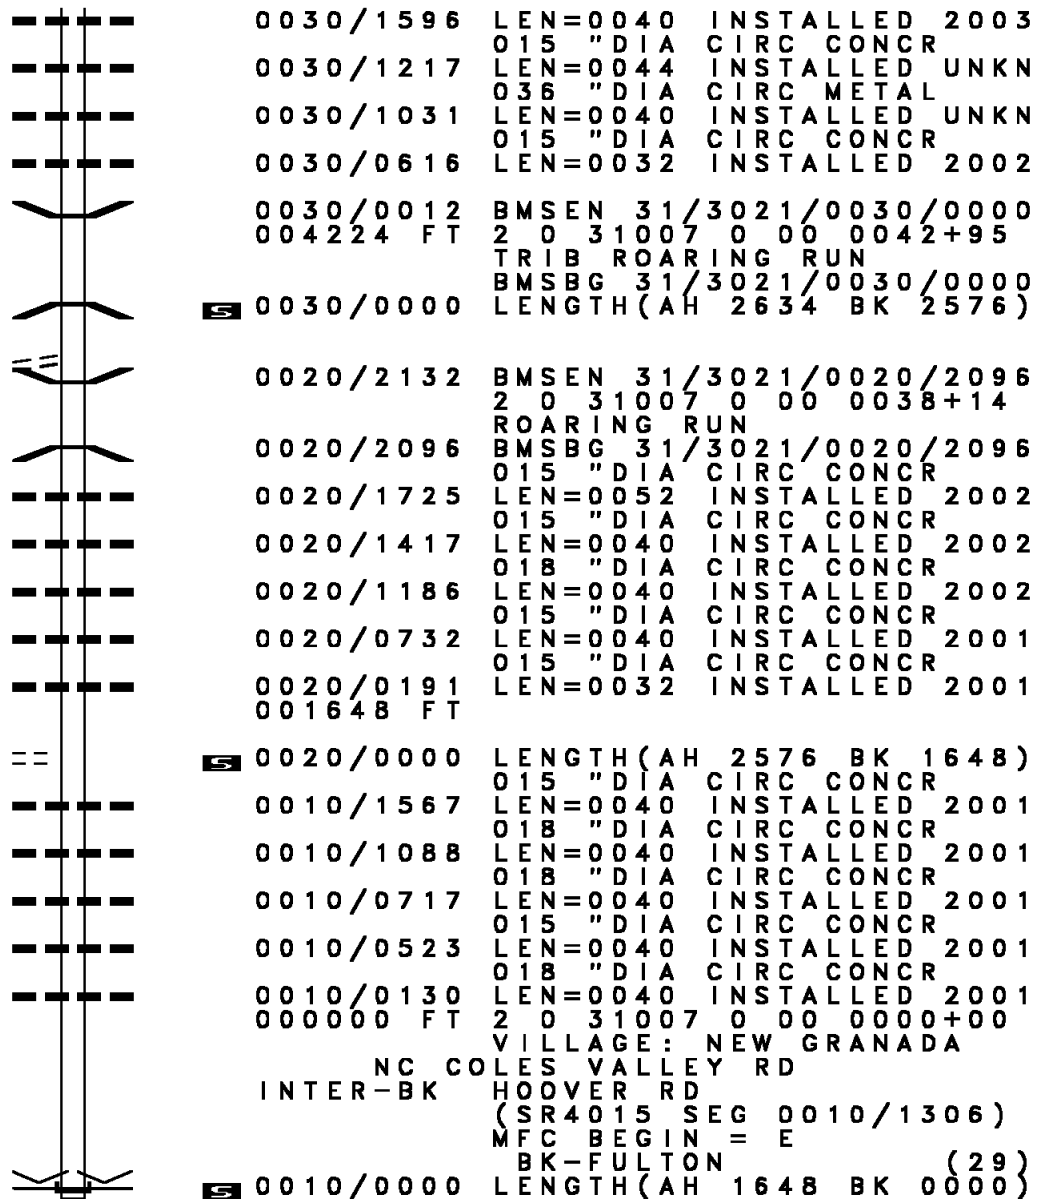 0030/1596 LEN=0040 INSTALLED 2003
015 "DIA CIRC CONCR
0030/1217 LEN=0044 INSTALLED UNKN
036 "DIA CIRC METAL
0030/1031 LEN=0040 INSTALLED UNKN
015 "DIA CIRC CONCR
0030/0616 LEN=0032 INSTALLED 2002
0030/0012 BMSEN 31/3021/0030/0000
004224 FT 2 0 31007 0 00 0042+95
TRIB ROARING RUN
BMSBG 31/3021/0030/0000
S 0030/0000 LENGTH(AH 2634 BK 2576)
0020/2132 BMSEN 31/3021/0020/2096
2 0 31007 0 00 0038+14
ROARING RUN
0020/2096 BMSBG 31/3021/0020/2096
015 "DIA CIRC CONCR
0020/1725 LEN=0052 INSTALLED 2002
015 "DIA CIRC CONCR
0020/1417 LEN=0040 INSTALLED 2002
018 "DIA CIRC CONCR
0020/1186 LEN=0040 INSTALLED 2002
015 "DIA CIRC CONCR
0020/0732 LEN=0040 INSTALLED 2001
015 "DIA CIRC CONCR
0020/0191 LEN=0032 INSTALLED 2001
001648 FT
S 0020/0000 LENGTH(AH 2576 BK 1648)
015 "DIA CIRC CONCR
0010/1567 LEN=0040 INSTALLED 2001
018 "DIA CIRC CONCR
0010/1088 LEN=0040 INSTALLED 2001
018 "DIA CIRC CONCR
0010/0717 LEN=0040 INSTALLED 2001
015 "DIA CIRC CONCR
0010/0523 LEN=0040 INSTALLED 2001
018 "DIA CIRC CONCR
0010/0130 LEN=0040 INSTALLED 2001
000000 FT 2 0 31007 0 00 0000+00
VILLAGE: NEW GRANADA
NC COLES VALLEY RD
INTER-BK HOOVER RD
(SR4015 SEG 0010/1306)
MFC BEGIN = E
BK-FULTON (29)
S 0010/0000 LENGTH(AH 1648 BK 0000)